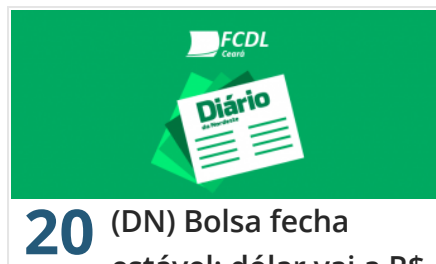 FCDL
Ceará
Diário
do Nordeste
20
(DN) Bolsa fecha
estável; dólar vai a R$